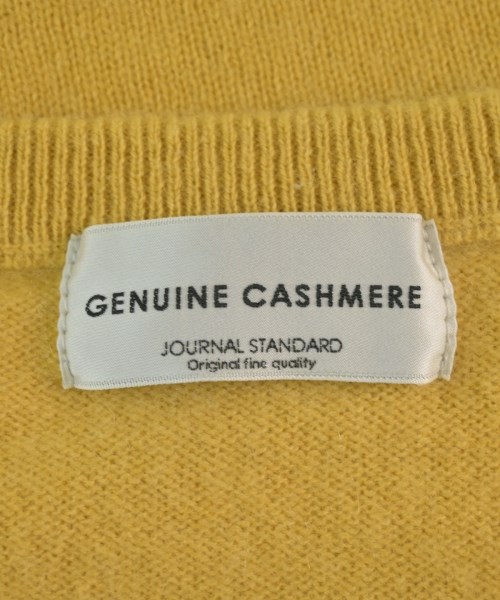 GENUINE CASHMERE
JOURNAL STANDARD
Original fine quality